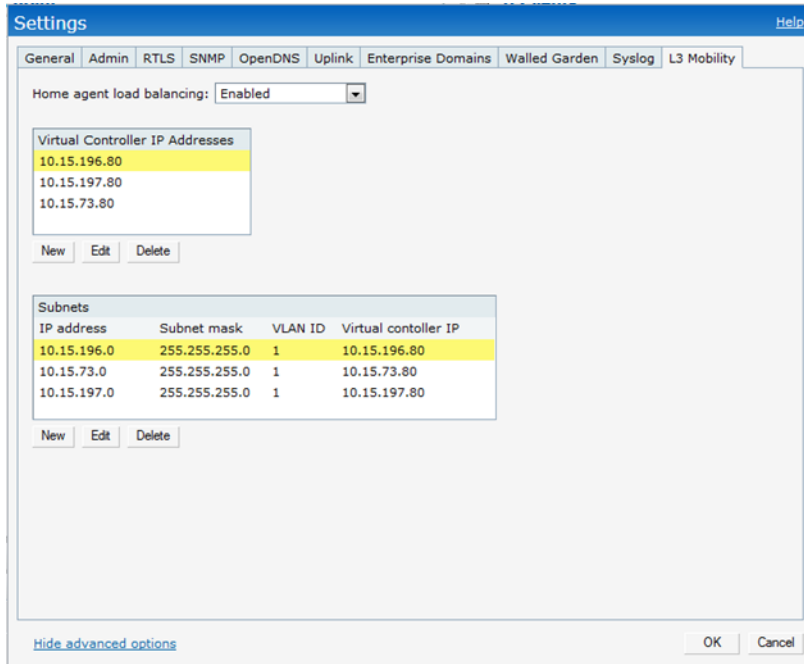 Settings
Help
General Admin RTLS SNMP OpenDNS Uplink Enterprise Domains Walled Garden Syslog L3 Mobility
Home agent load balancing: Enabled
Virtual Controller IP Addresses
10.15.196.80
10.15.197.80
10.15.73.80
New Edit Delete
Subnets
IP address Subnet mask VLAN ID Virtual contoller IP
10.15.196.0 255.255.255.0 1 10.15.196.80
10.15.73.0 255.255.255.0 1 10.15.73.80
10.15.197.0 255.255.255.0 1 10.15.197.80
New Edit Delete
Hide advanced options
OK Cancel